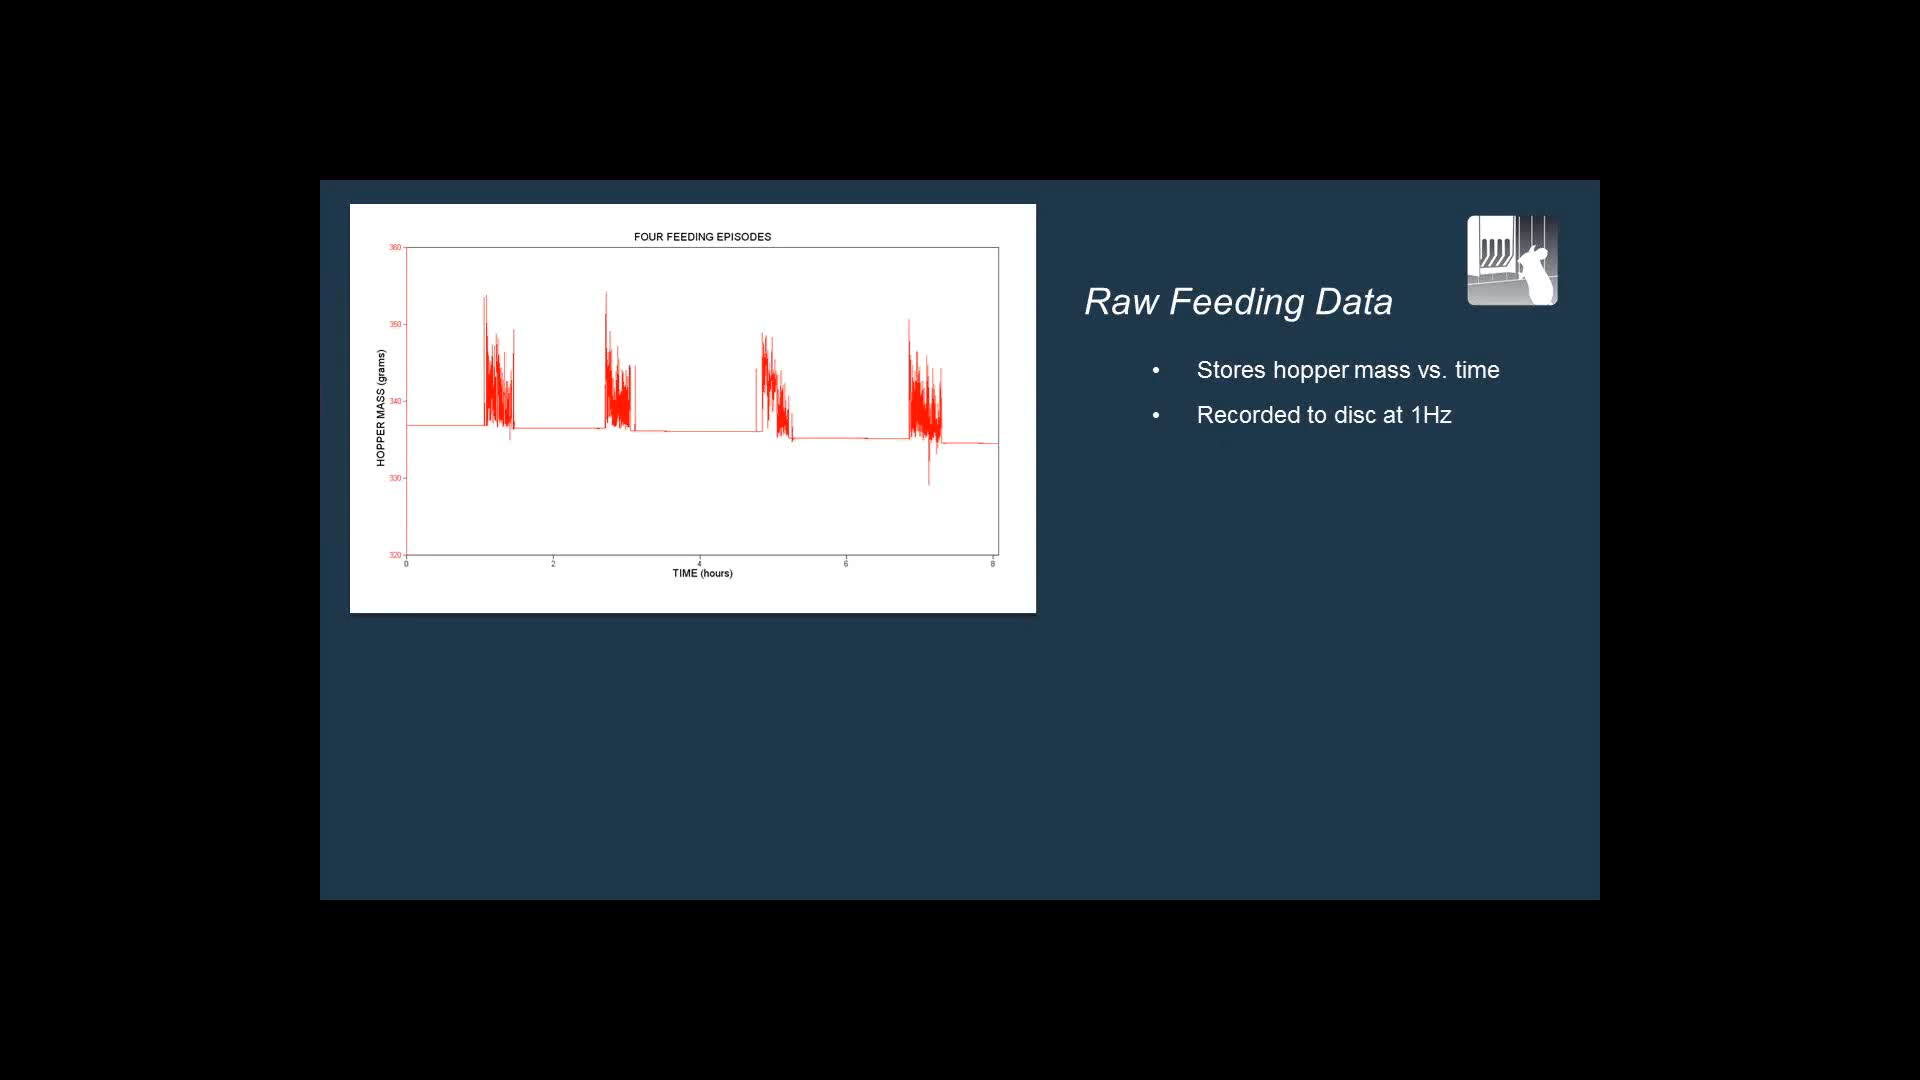 FOUR FEEDING EPISODES
360
350
340
330
320
HOPPER MASS (grams)
0 2 4 6 8
TIME (hours)
Raw Feeding Data
• Stores hopper mass vs. time
• Recorded to disc at 1Hz